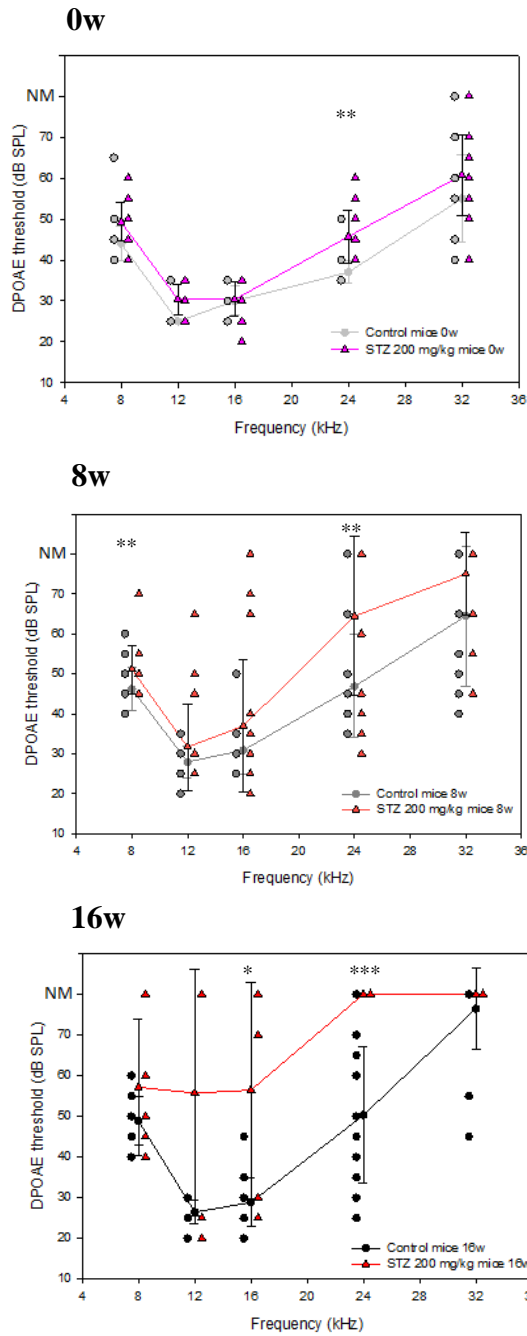 0w
NM
70
60
50
40
30
20
10
DPOAE threshold (dB SPL)
**
Control mice 0w
STZ 200 mg/kg mice 0w
4 8 12 16 20 24 28 32 36
Frequency (kHz)
8w
NM
70
60
50
40
30
20
10
DPOAE threshold (dB SPL)
** **
Control mice 8w
STZ 200 mg/kg mice 8w
4 8 12 16 20 24 28 32 36
Frequency (kHz)
16w
NM
70
60
50
40
30
20
10
DPOAE threshold (dB SPL)
* ***
Control mice 16w
STZ 200 mg/kg mice 16w
4 8 12 16 20 24 28 32
Frequency (kHz)